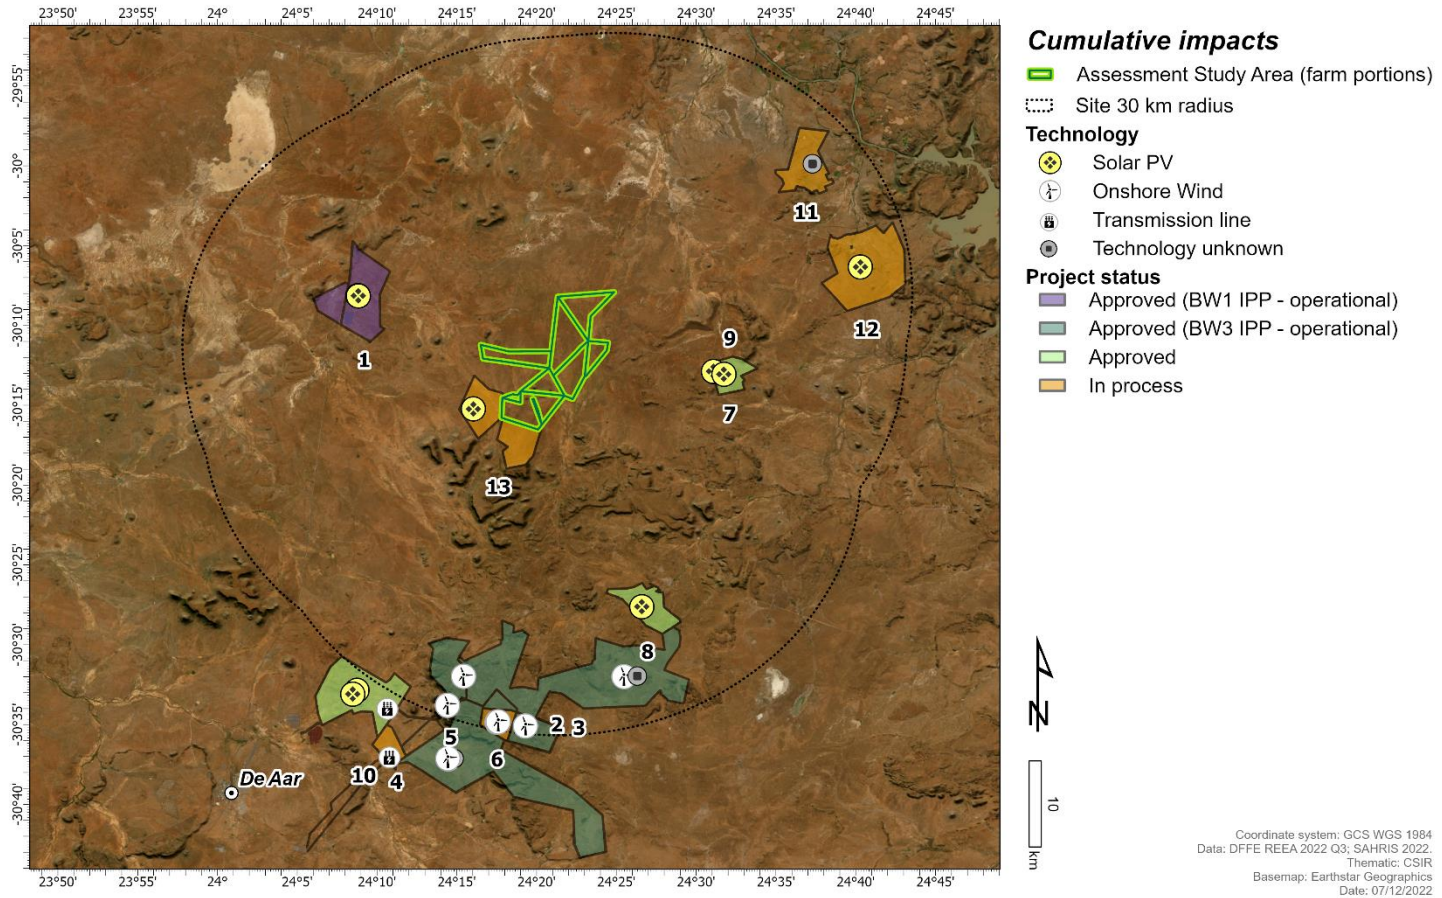 23°50' 23°55' 24° 24°5' 24°10' 24°15' 24°20' 24°25' 24°30' 24°35' 24°40' 24°45'
-29°55'
-30°
-30°5'
-30°10'
-30°15'
-30°20'
-30°25'
-30°30'
-30°35'
-30°40'
11
12
1
9
7
13
8
2 3
5
6
10
4
De Aar
23°50' 23°55' 24° 24°5' 24°10' 24°15' 24°20' 24°25' 24°30' 24°35' 24°40' 24°45'
Cumulative impacts
Assessment Study Area (farm portions)
Site 30 km radius
Technology
Solar PV
Onshore Wind
Transmission line
Technology unknown
Project status
Approved (BW1 IPP - operational)
Approved (BW3 IPP - operational)
Approved
In process
N
10
km
Coordinate system: GCS WGS 1984
Data: DFFE REEA 2022 Q3; SAHRIS 2022.
Thematic: CSIR
Basemap: Earthstar Geographics
Date: 07/12/2022